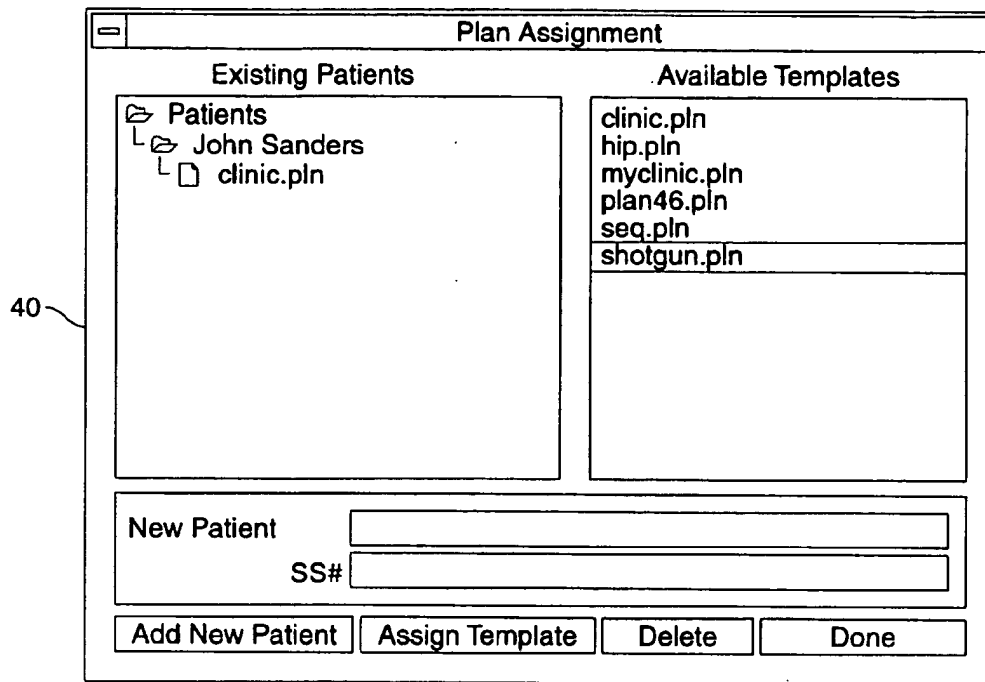 Plan Assignment
Existing Patients
Patients
John Sanders
clinic.pln
Available Templates
clinic.pln
hip.pln
myclinic.pln
plan46.pln
seq.pln
shotgun.pln
40
New Patient
SS#
Add New Patient
Assign Template
Delete
Done